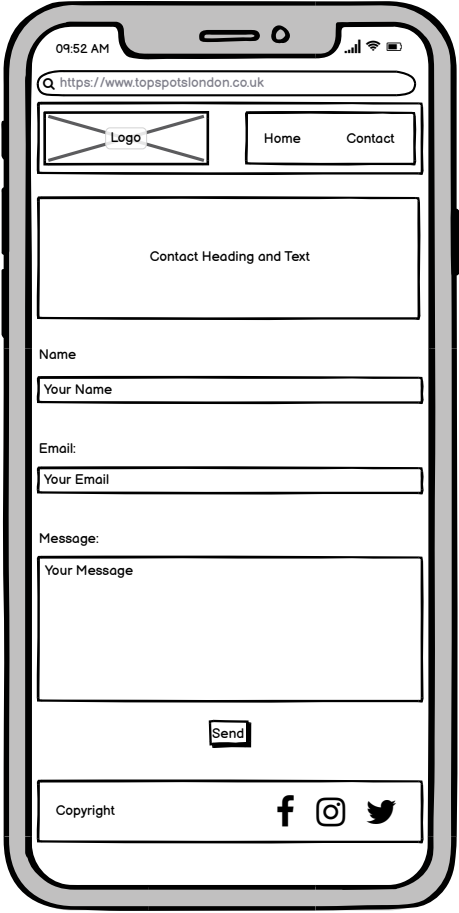 09:52 AM
https://www.topspotslondon.co.uk
Logo
Home Contact
Contact Heading and Text
Name
Your Name
Email:
Your Email
Message:
Your Message
Send
Copyright